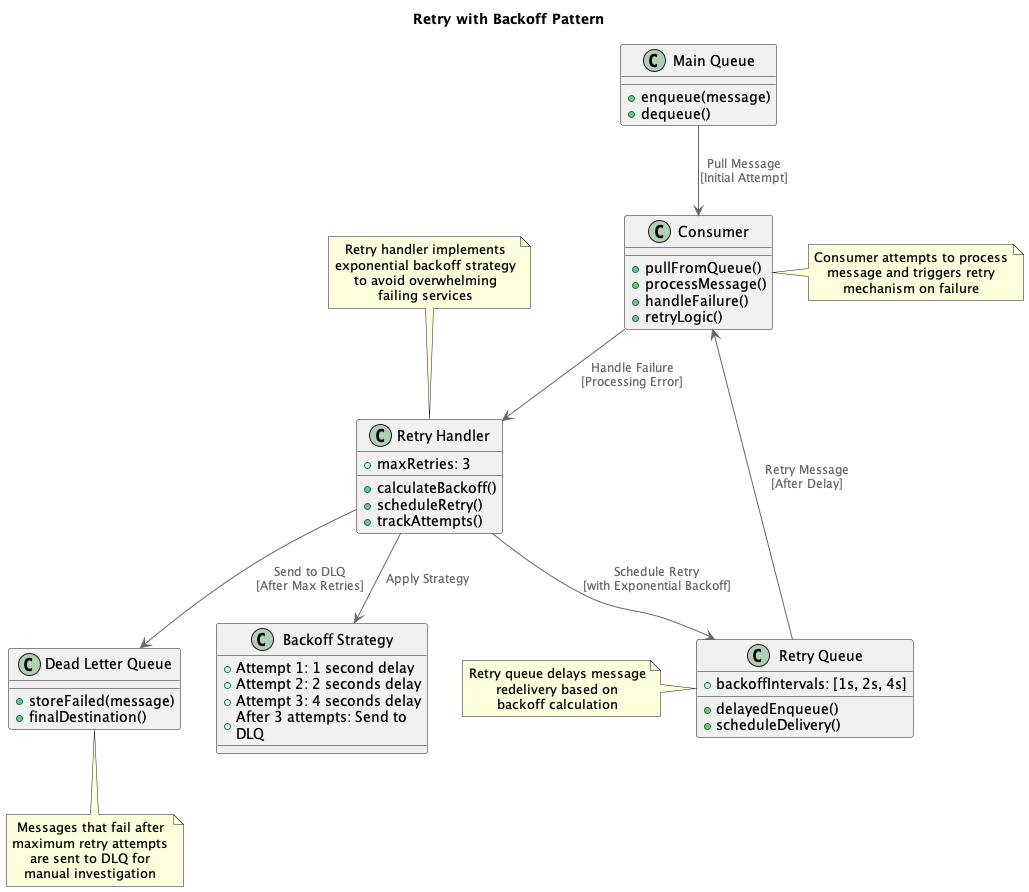 Retry with Backoff Pattern
C Main Queue
enqueue(message)
dequeue()
Pull Message
[Initial Attempt]
C Consumer
pullFromQueue()
processMessage()
handleFailure()
retryLogic()
Consumer attempts to process
message and triggers retry
mechanism on failure
Retry handler implements
exponential backoff strategy
to avoid overwhelming
failing services
Handle Failure
[Processing Error]
C Retry Handler
maxRetries: 3
calculateBackoff()
scheduleRetry()
trackAttempts()
Retry Message
[After Delay]
Send to DLQ
[After Max Retries]
Apply Strategy
Schedule Retry
[with Exponential Backoff]
C Dead Letter Queue
storeFailed(message)
finalDestination()
C Backoff Strategy
Attempt 1: 1 second delay
Attempt 2: 2 seconds delay
Attempt 3: 4 seconds delay
After 3 attempts: Send to
DLQ
Retry queue delays message
redelivery based on
backoff calculation
C Retry Queue
backoffIntervals: [1s, 2s, 4s]
delayedEnqueue()
scheduleDelivery()
Messages that fail after
maximum retry attempts
are sent to DLQ for
manual investigation